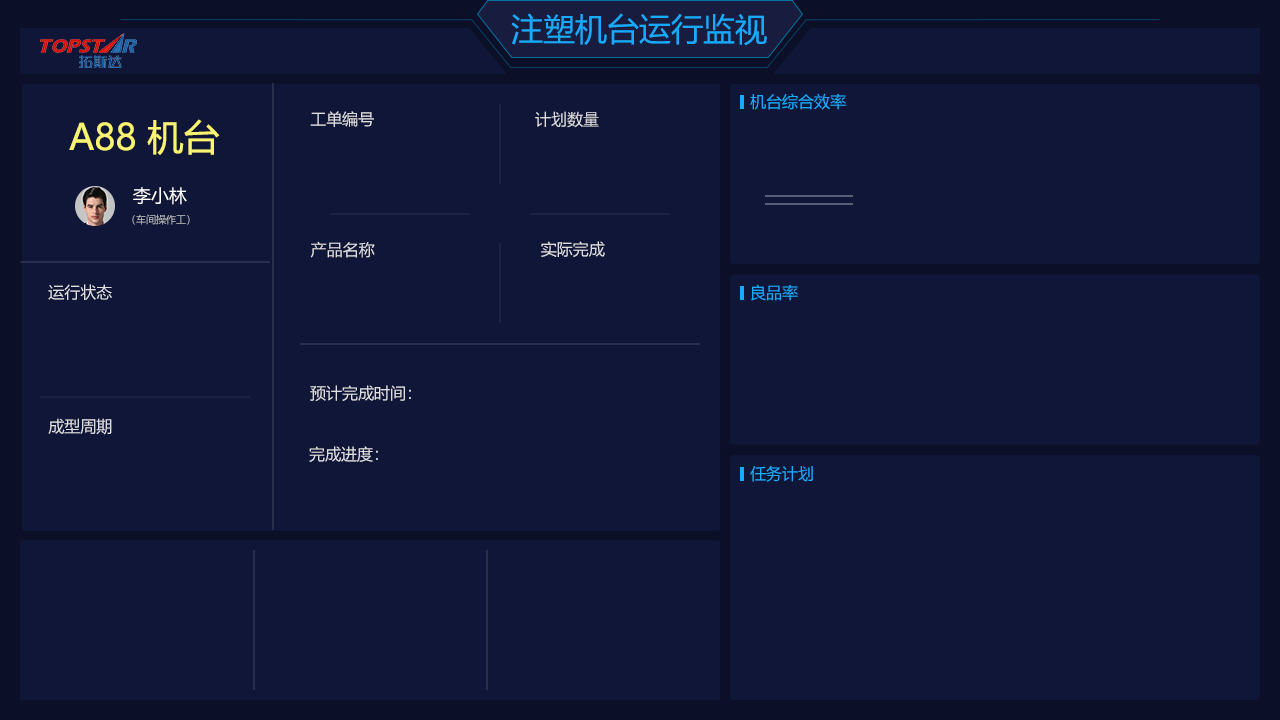 注塑机台运行监视
TOPSTAR
拓斯达
A88 机台
李小林
(车间操作工)
运行状态
成型周期
工单编号
计划数量
产品名称
实际完成
预计完成时间:
完成进度:
机台综合效率
良品率
任务计划